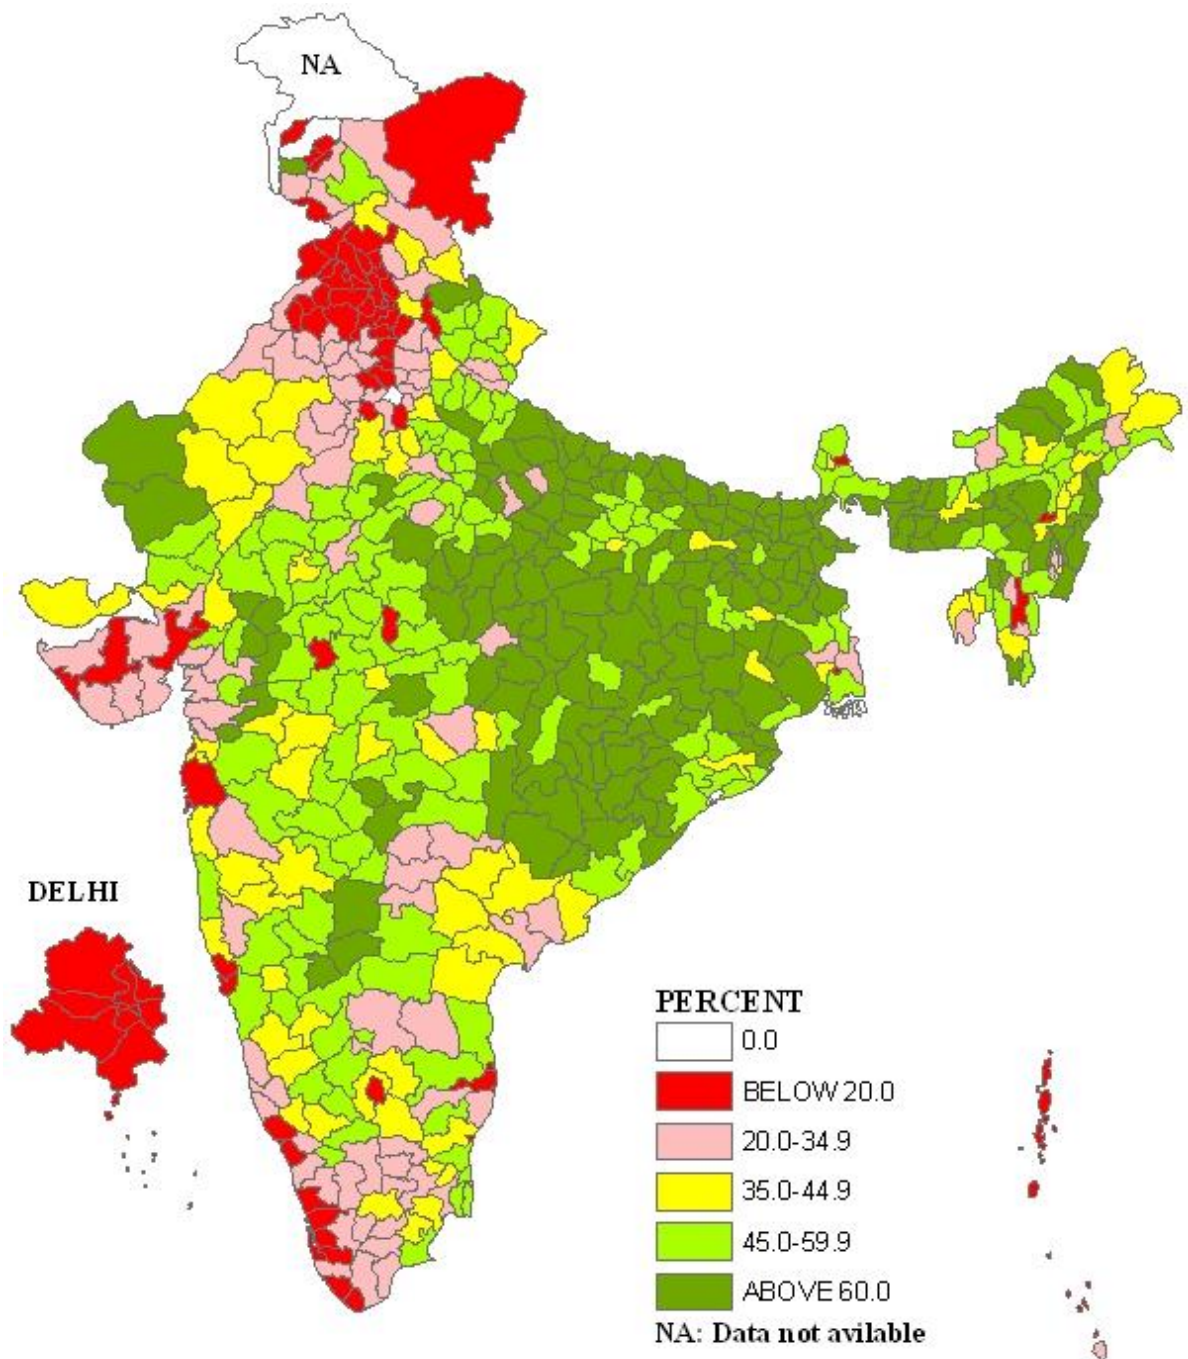 NA
DELHI
PERCENT
0.0
BELOW 20.0
20.0-34.9
35.0-44.9
45.0-59.9
ABOVE 60.0
NA: Data not avilable